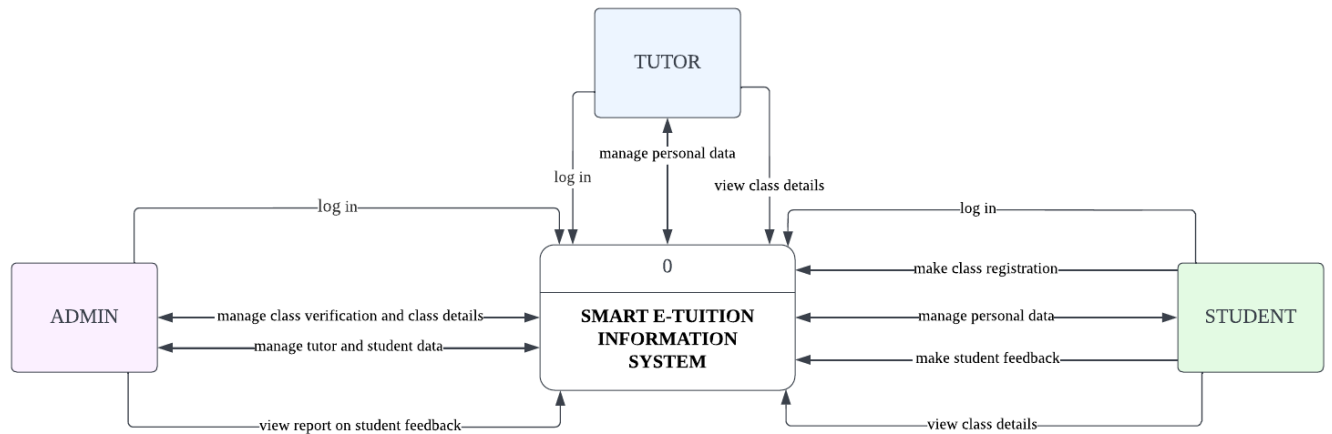 TUTOR
manage personal data
log in
view class details
log in
log in
0
make class registration
ADMIN
manage class verification and class details
SMART E-TUITION
INFORMATION
SYSTEM
manage personal data
STUDENT
manage tutor and student data
make student feedback
view report on student feedback
view class details